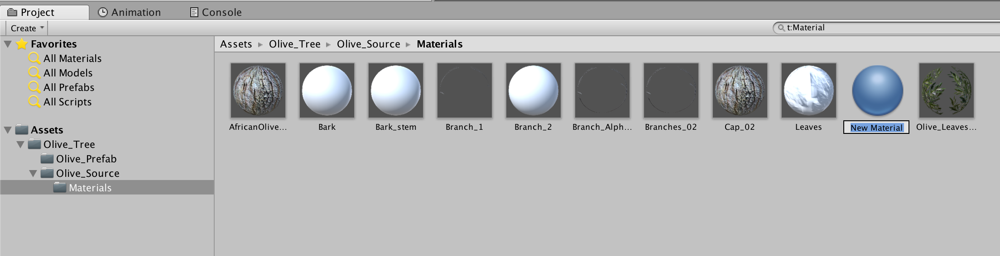 Project Animation Console
Create t:Material
Favorites
All Materials
All Models
All Prefabs
All Scripts
Assets
Olive_Tree
Olive_Prefab
Olive_Source
Materials
Assets Olive_Tree Olive_Source Materials
AfricanOlive... Bark Bark_stem Branch_1 Branch_2 Branch_Alph... Branches_02 Cap_02 Leaves New Material Olive_Leaves...